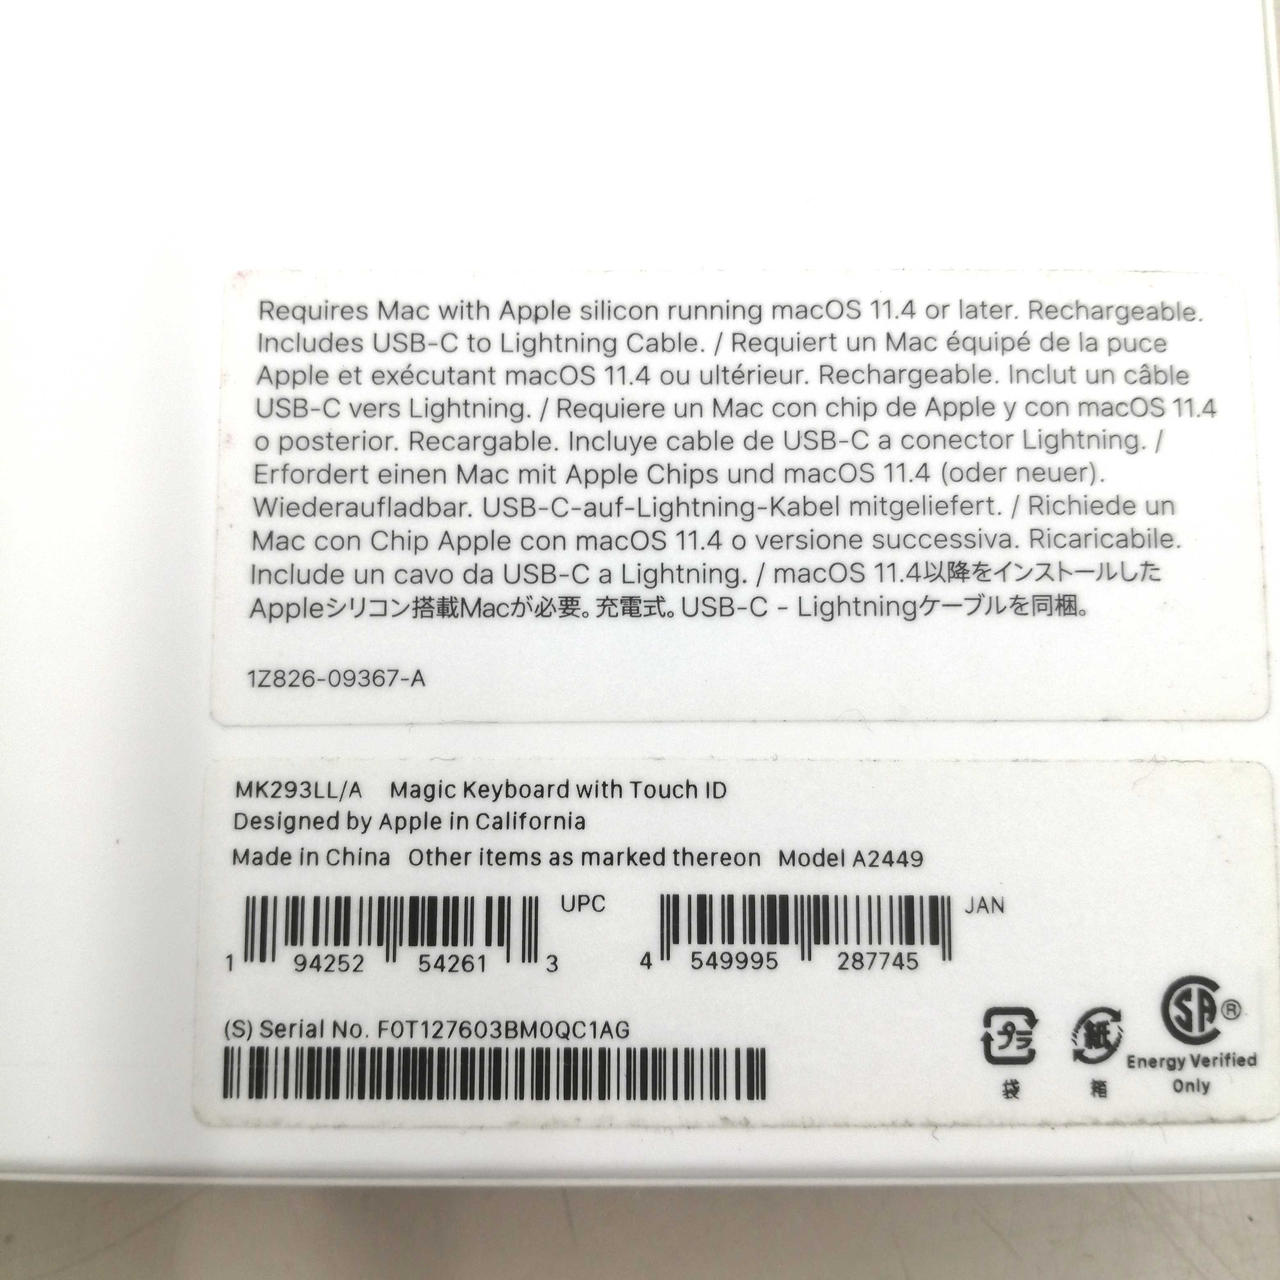 Requires Mac with Apple silicon running macOS 11.4 or later. Rechargeable.
Includes USB-C to Lightning Cable. / Requiert un Mac équipé de la puce
Apple et exécutant macOS 11.4 ou ultérieur. Rechargeable. Inclut un câble
USB-C vers Lightning. / Requiere un Mac con chip de Apple y con macOS 11.4
o posterior. Recargable. Incluye cable de USB-C a conector Lightning. /
Erfordert einen Mac mit Apple Chips und macOS 11.4 (oder neuer).
Wiederaufladbar. USB-C-auf-Lightning-Kabel mitgeliefert. / Richiede un
Mac con Chip Apple con macOS 11.4 o versione successiva. Ricaricabile.
Include un cavo da USB-C a Lightning. / macOS 11.4以降をインストールした
Appleシリコン搭載Macが必要。充電式。USB-C - Lightningケーブルを同梱。
1Z826-09367-A
MK293LL/A Magic Keyboard with Touch ID
Designed by Apple in California
Made in China Other items as marked thereon Model A2449
UPC
1 94252 54261 3
JAN
4 549995 287745
(S) Serial No. F0T127603BM0QC1AG
プラ
袋
紙
箱
SA®
Energy Verified
Only